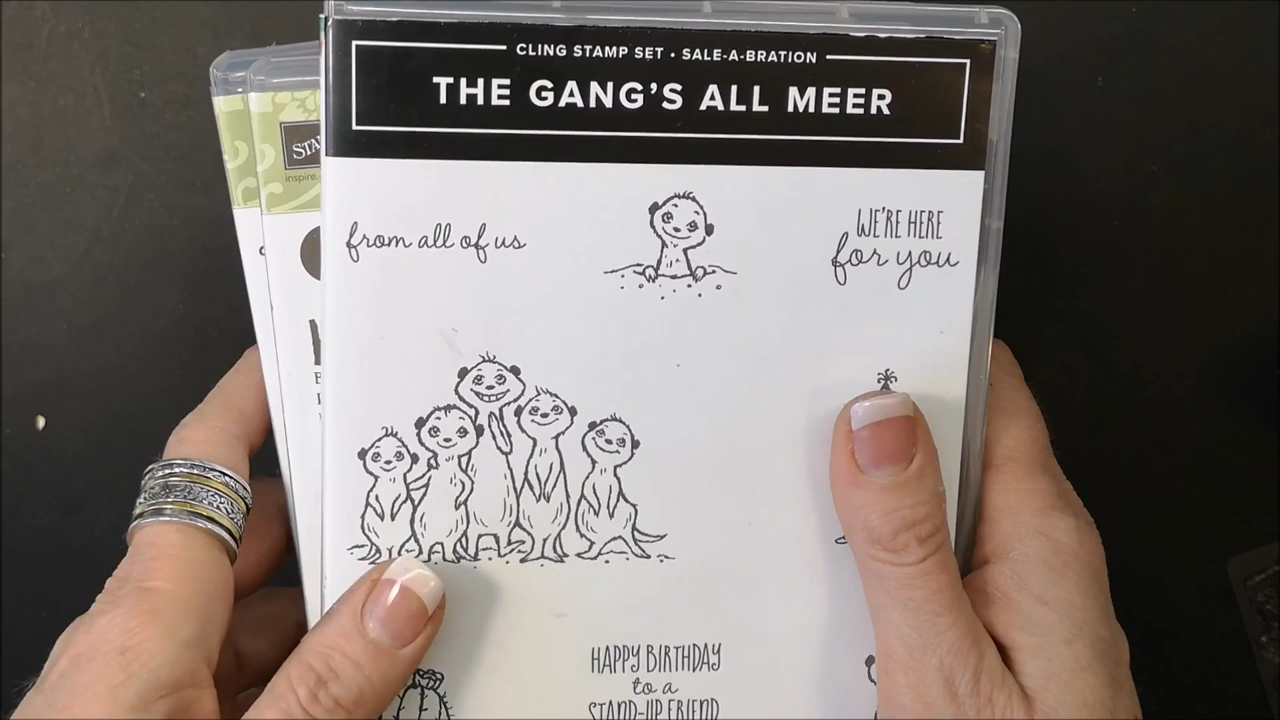 CLING STAMP SET • SALE-A-BRATION
THE GANG'S ALL MEER
from all of us
WE'RE HERE
for you
HAPPY BIRTHDAY
to a
STAND-UP FRIEND
inspire.